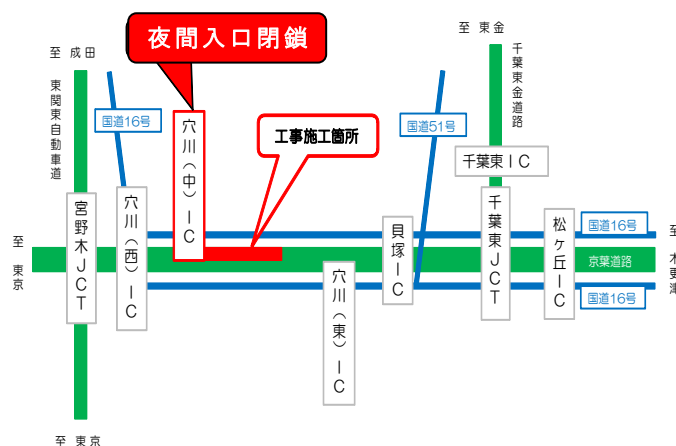 夜間入口閉鎖
至 成田
至 東金
東関東自動車道
千葉東金道路
国道16号
穴川(中)IC
工事施工箇所
国道51号
千葉東IC
宮野木JCT
穴川(西)IC
貝塚IC
千葉東JCT
松ヶ丘IC
国道16号
至 東京
京葉道路
至 木更津
穴川(東)IC
国道16号
至 東京